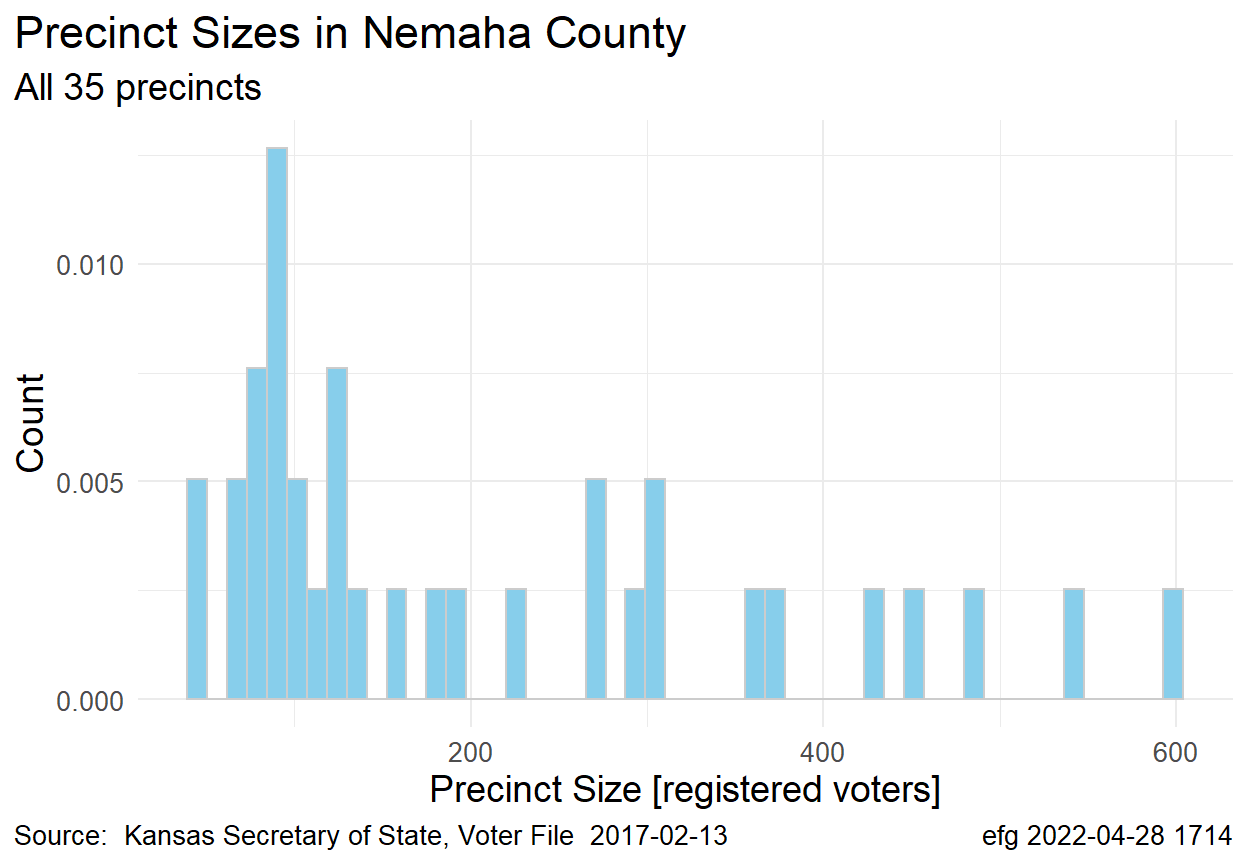 Precinct Sizes in Nemaha County
All 35 precincts
Count
0.010
0.005
0.000
200 400 600
Precinct Size [registered voters]
Source:  Kansas Secretary of State, Voter File  2017-02-13
efg 2022-04-28 1714